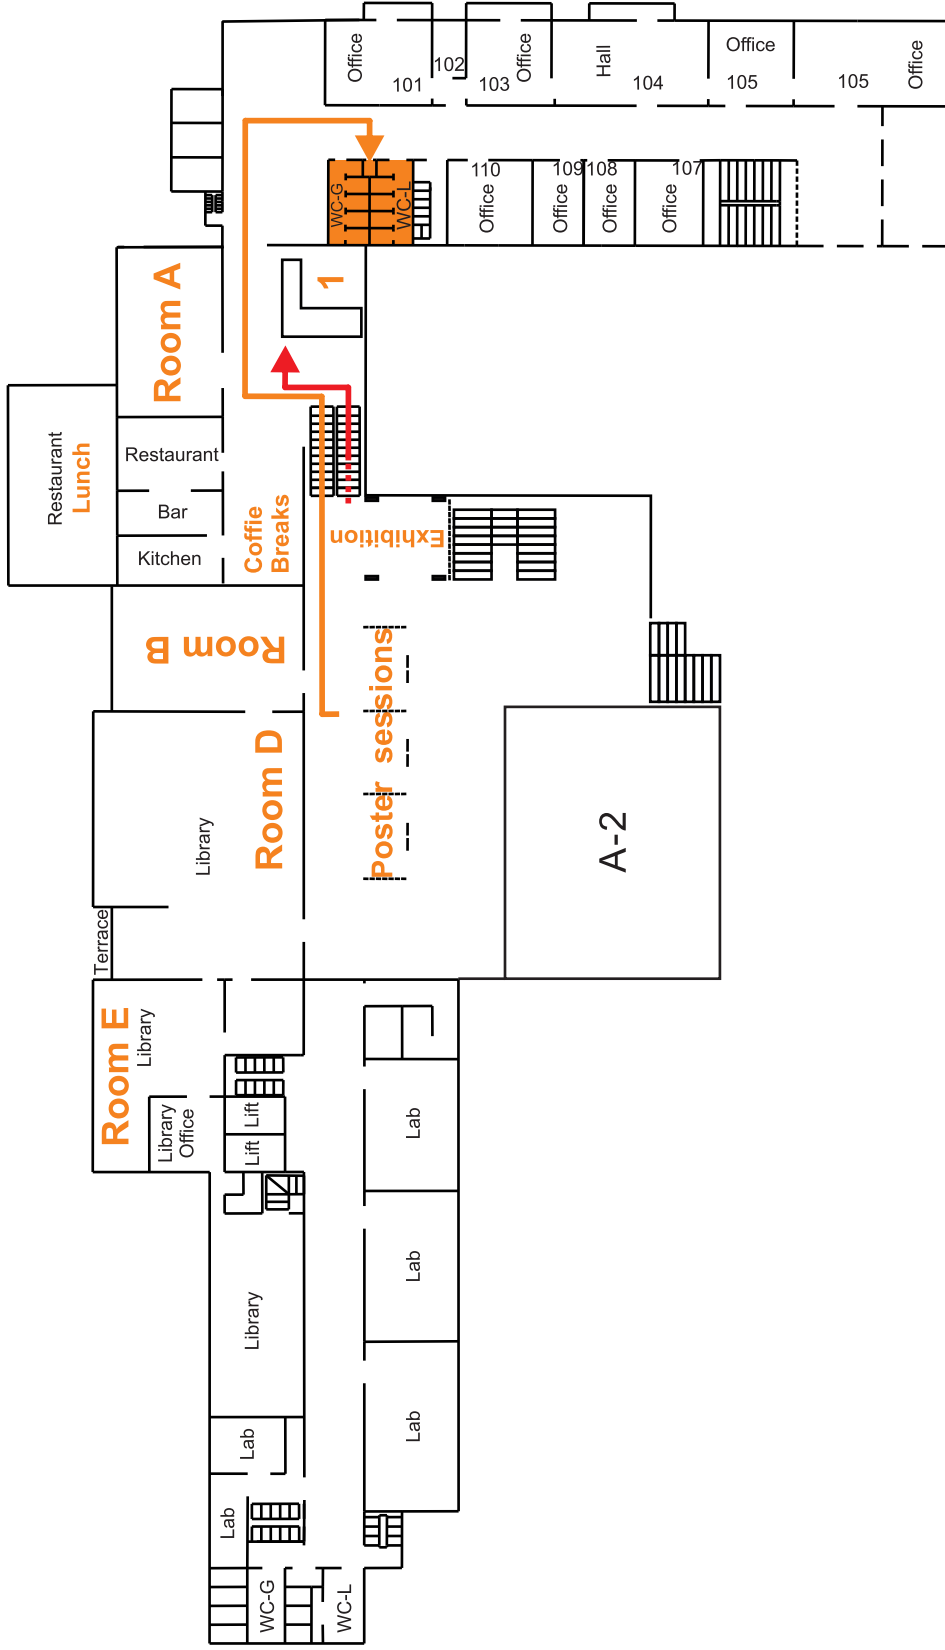 Office
102
Office
Hall
Office
Office
101
103
104
105
105
WC-G
WC-L
110
109
108
107
Office
Office
Office
Office
Room A
1
Restaurant
Lunch
Restaurant
Bar
Kitchen
Coffie
Breaks
Exhibition
Room B
Poster sessions
Room D
Library
A-2
Terrace
Room E
Library
Library
Office
Lift
Lift
Lab
Lab
Library
Lab
Lab
Lab
WC-G
WC-L